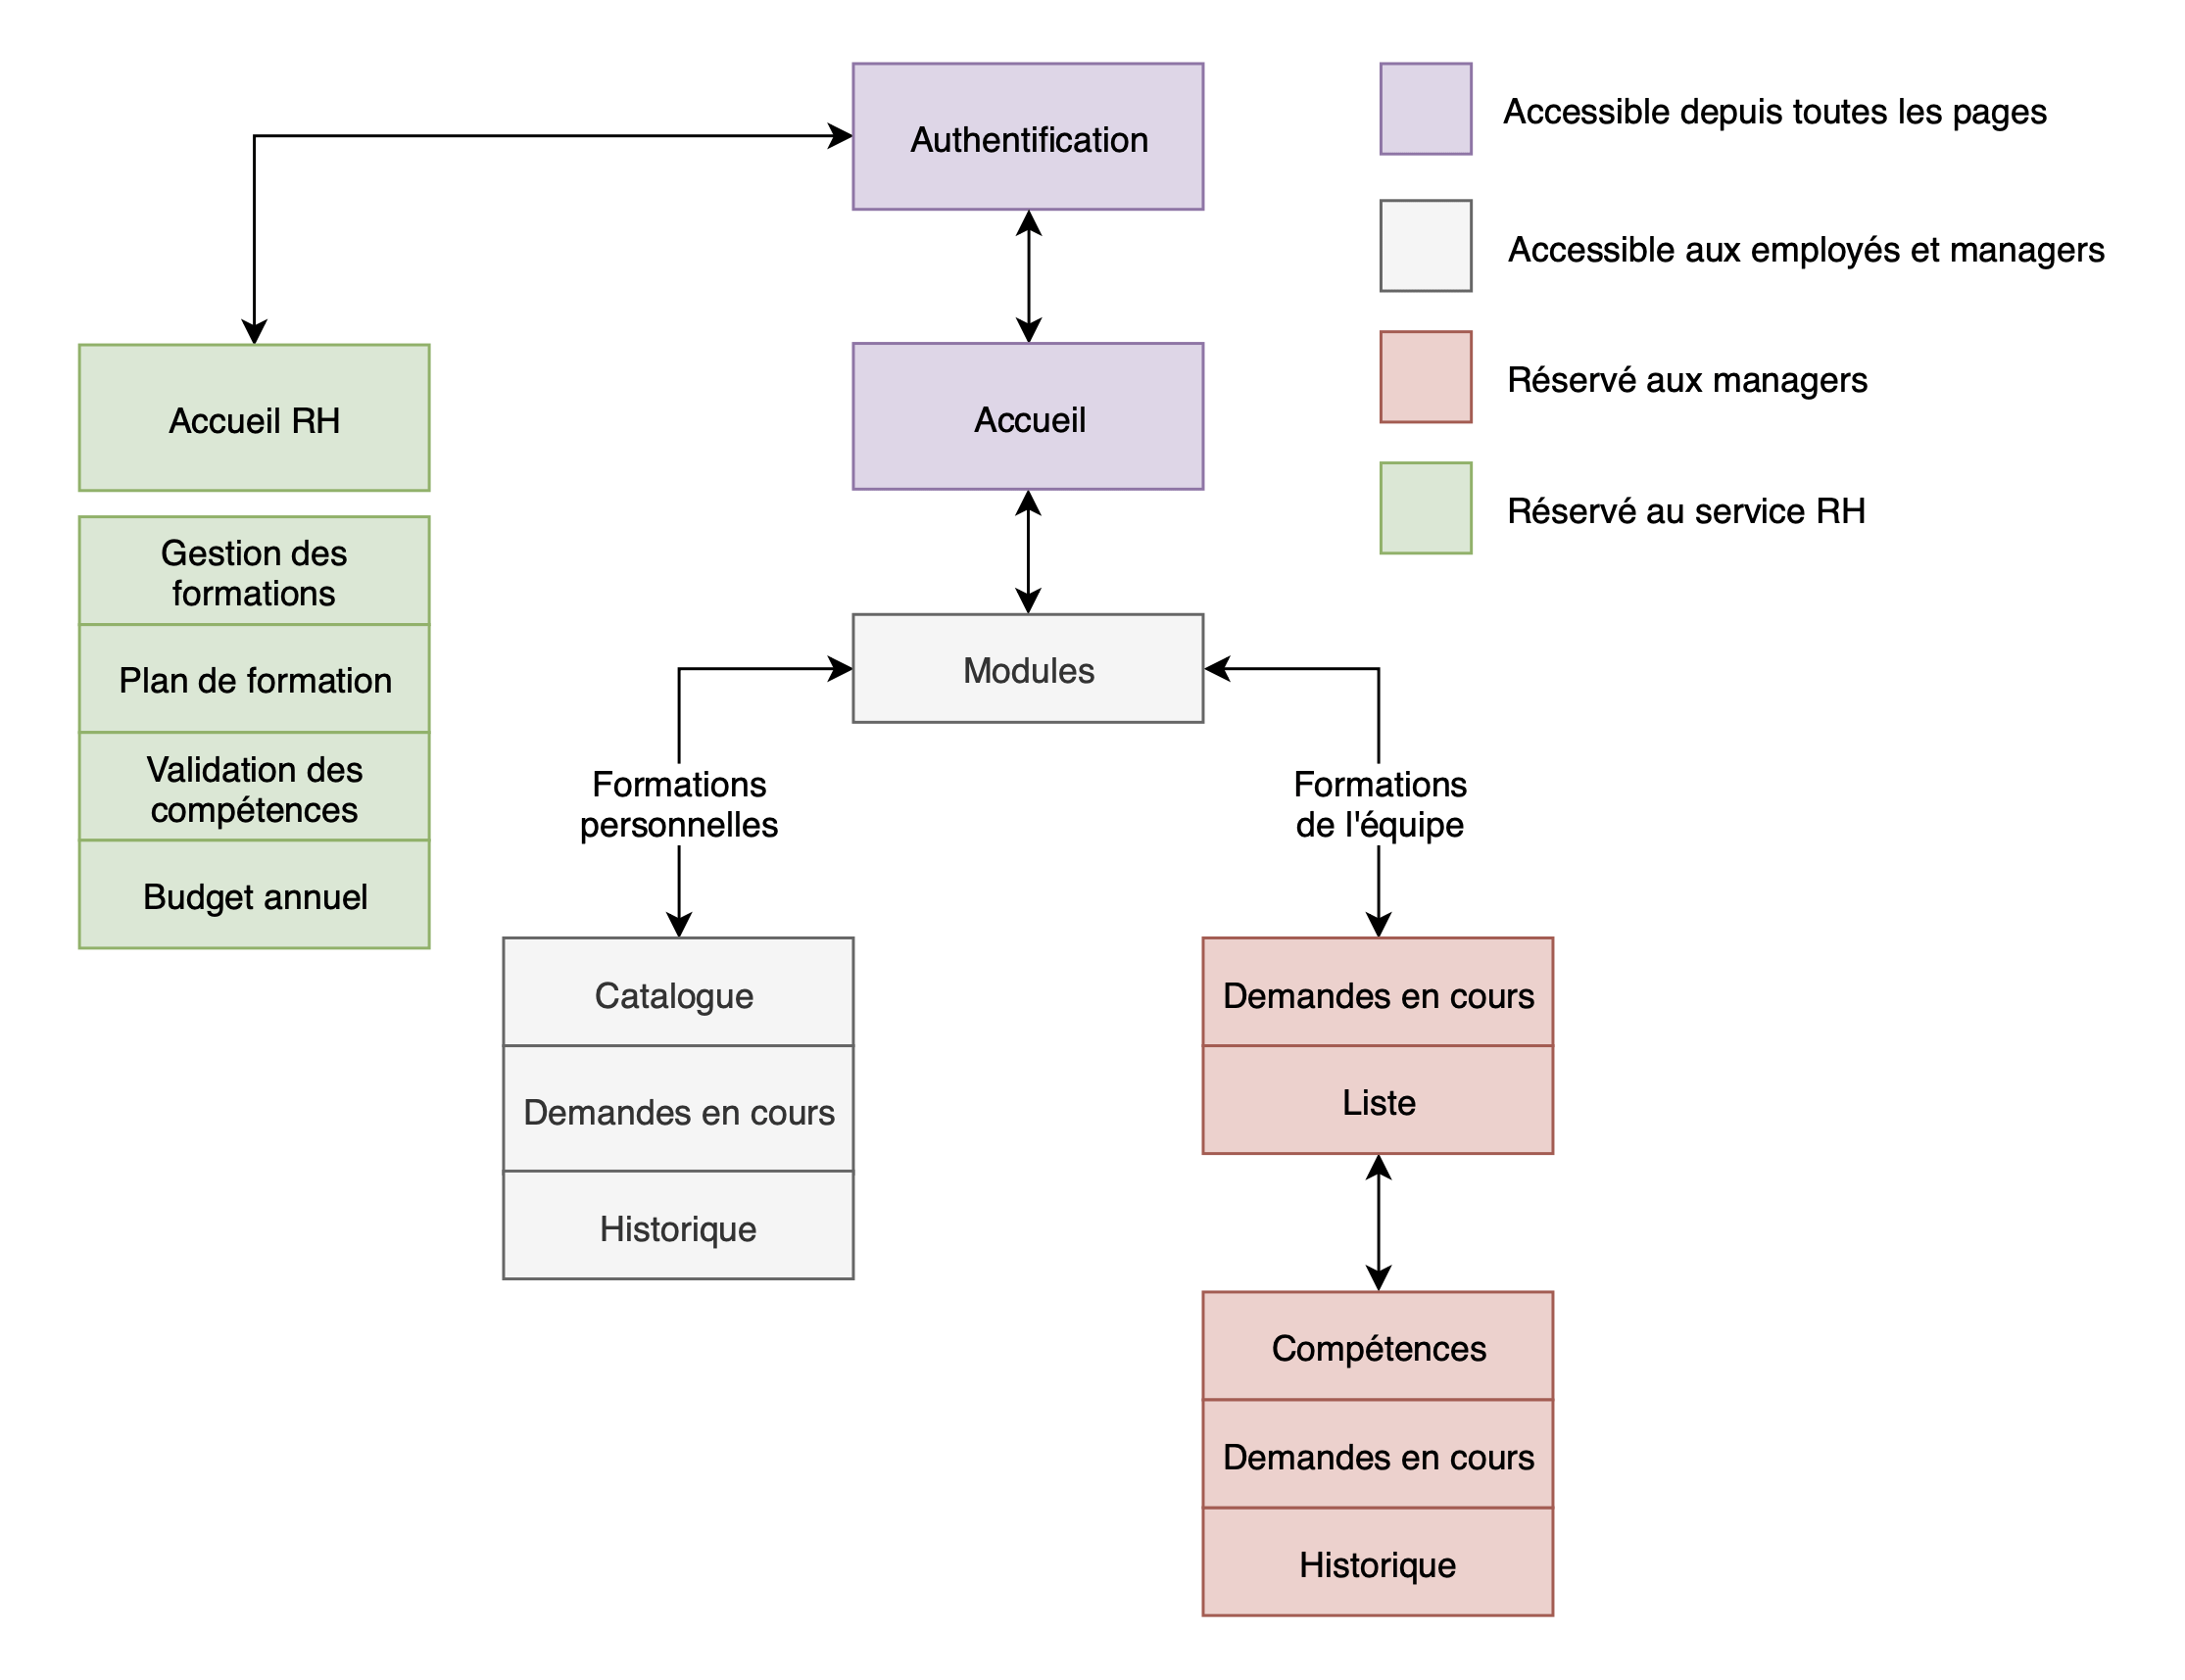 Authentification
Accessible depuis toutes les pages
Accessible aux employés et managers
Réservé aux managers
Réservé au service RH
Accueil RH
Accueil
Gestion des
formations
Plan de formation
Validation des
compétences
Budget annuel
Modules
Formations
personnelles
Formations
de l'équipe
Catalogue
Demandes en cours
Historique
Demandes en cours
Liste
Compétences
Demandes en cours
Historique